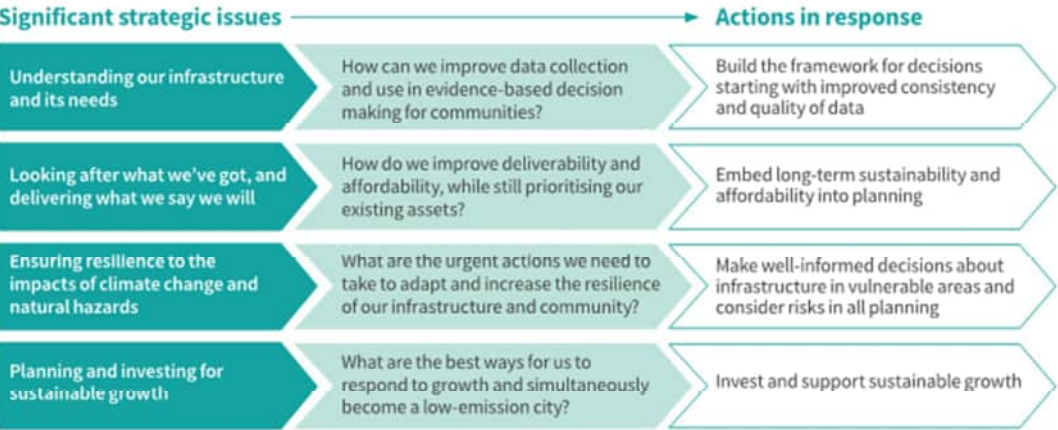 Significant strategic issues
Actions in response
Understanding our infrastructure
and its needs
How can we improve data collection
and use in evidence-based decision
making for communities?
Build the framework for decisions
starting with improved consistency
and quality of data
Looking after what we've got, and
delivering what we say we will
How do we improve deliverability and
affordability, while still prioritising our
existing assets?
Embed long-term sustainability and
affordability into planning
Ensuring resilience to the
impacts of climate change and
natural hazards
What are the urgent actions we need to
take to adapt and increase the resilience
of our infrastructure and community?
Make well-informed decisions about
infrastructure in vulnerable areas and
consider risks in all planning
Planning and investing for
sustainable growth
What are the best ways for us to
respond to growth and simultaneously
become a low-emission city?
Invest and support sustainable growth